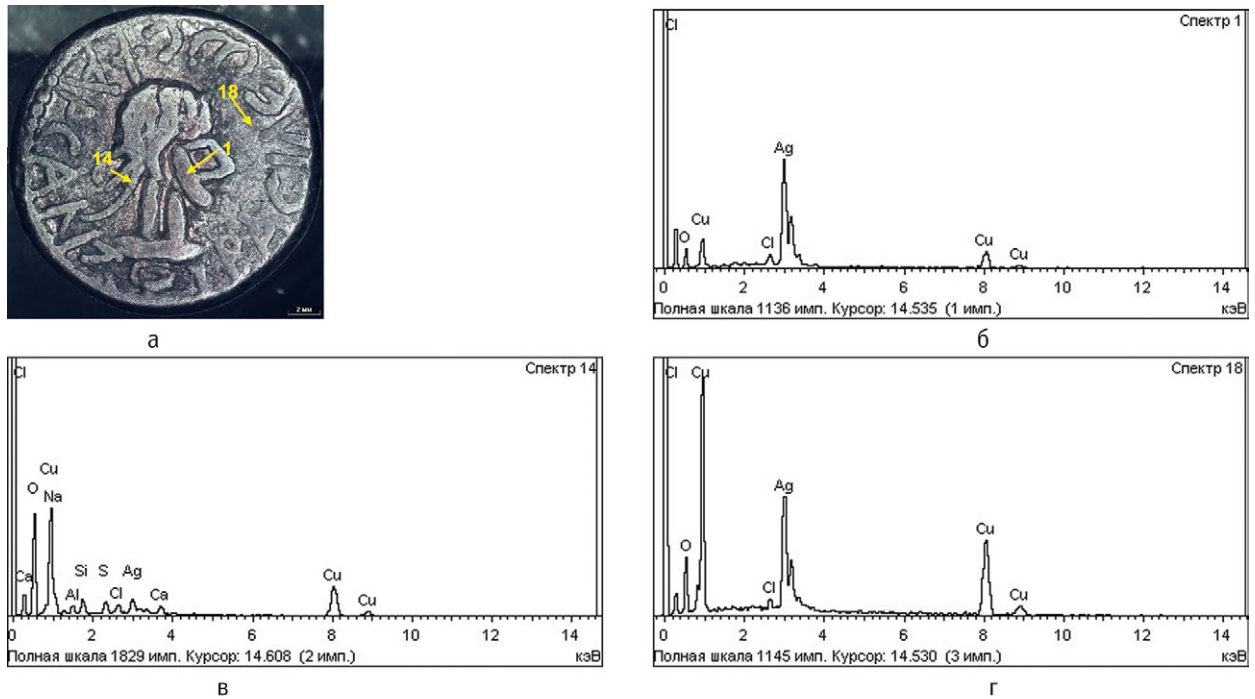 18
14
1
2 мм
а
Спектр 1
Cl
O
Cu
Cl
Ag
Cu
Cu
0 2 4 6 8 10 12 14
Полная шкала 1136 имп. Курсор: 14.535 (1 имп.) кэВ
б
Спектр 14
Cl
Ca
O
Cu
Na
Al
Si
S
Cl
Ag
Ca
Cu
Cu
0 2 4 6 8 10 12 14
Полная шкала 1829 имп. Курсор: 14.608 (2 имп.) кэВ
в
Спектр 18
Cl
Cu
O
Cl
Ag
Cu
Cu
0 2 4 6 8 10 12 14
Полная шкала 1145 имп. Курсор: 14.530 (3 имп.) кэВ
г